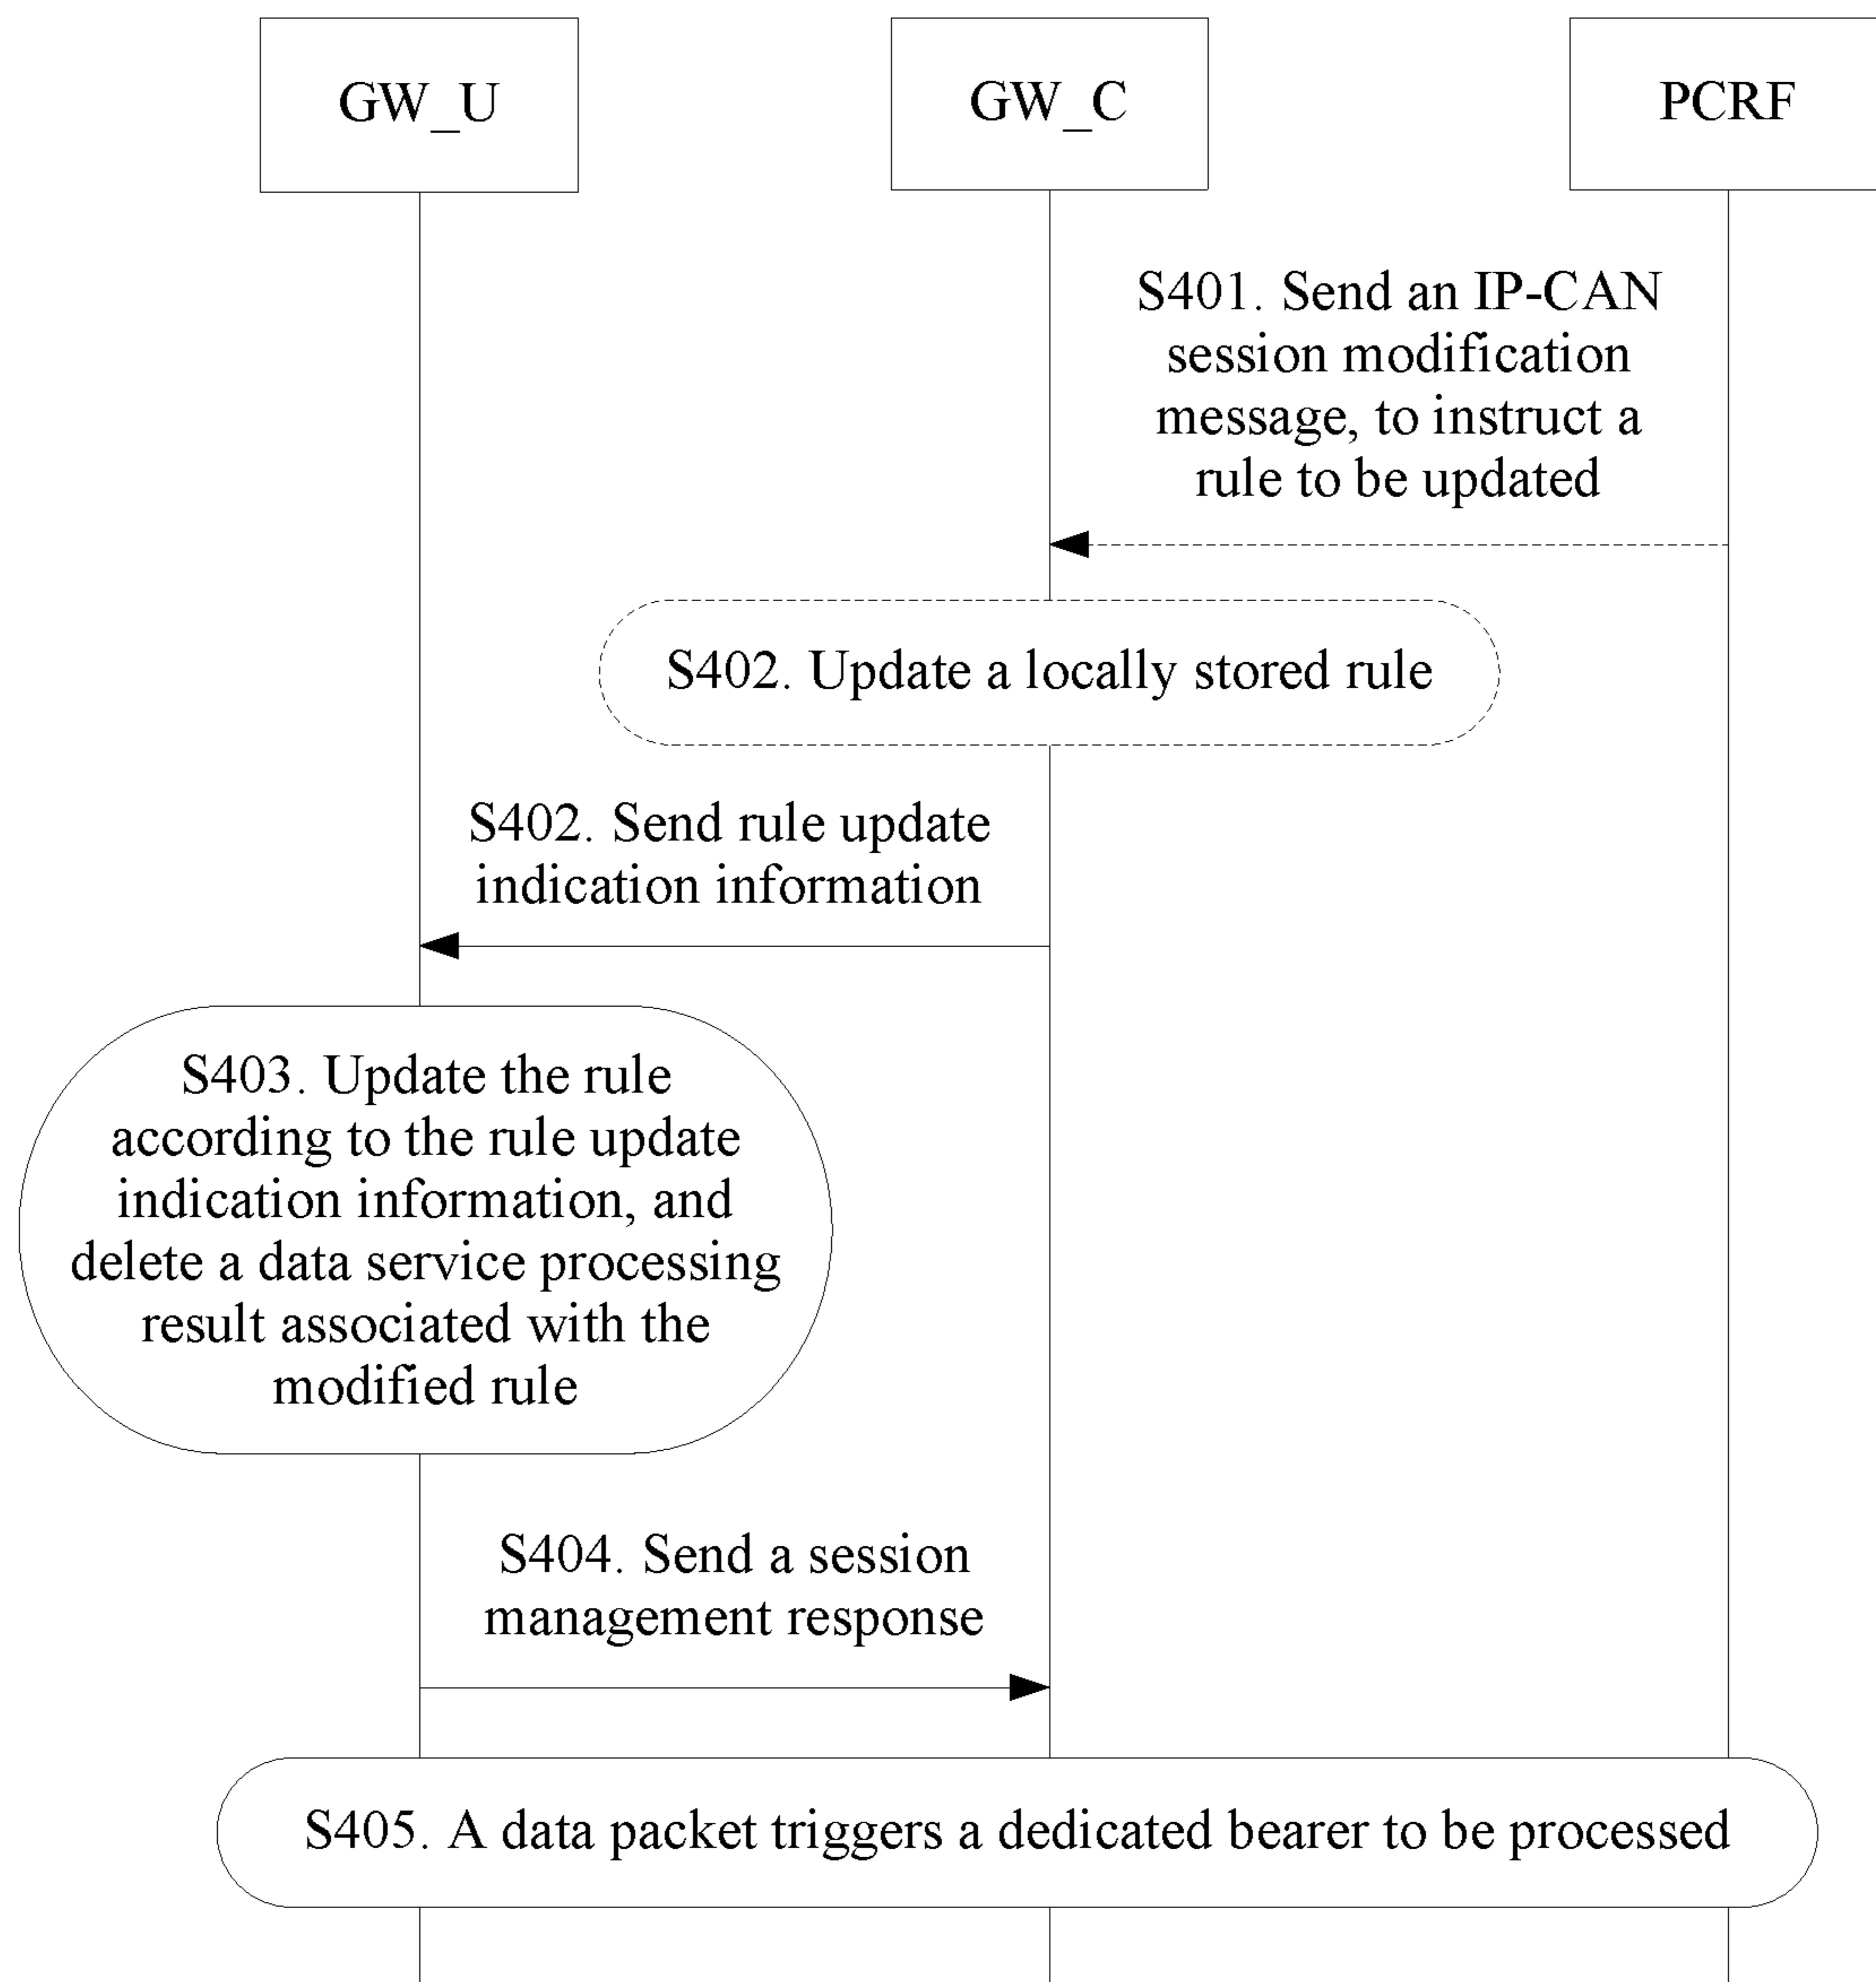 GW_U
GW_C
PCRF
S401. Send an IP-CAN
session modification
message, to instruct a
rule to be updated
S402. Update a locally stored rule
S402. Send rule update
indication information
S403. Update the rule
according to the rule update
indication information, and
delete a data service processing
result associated with the
modified rule
S404. Send a session
management response
S405. A data packet triggers a dedicated bearer to be processed